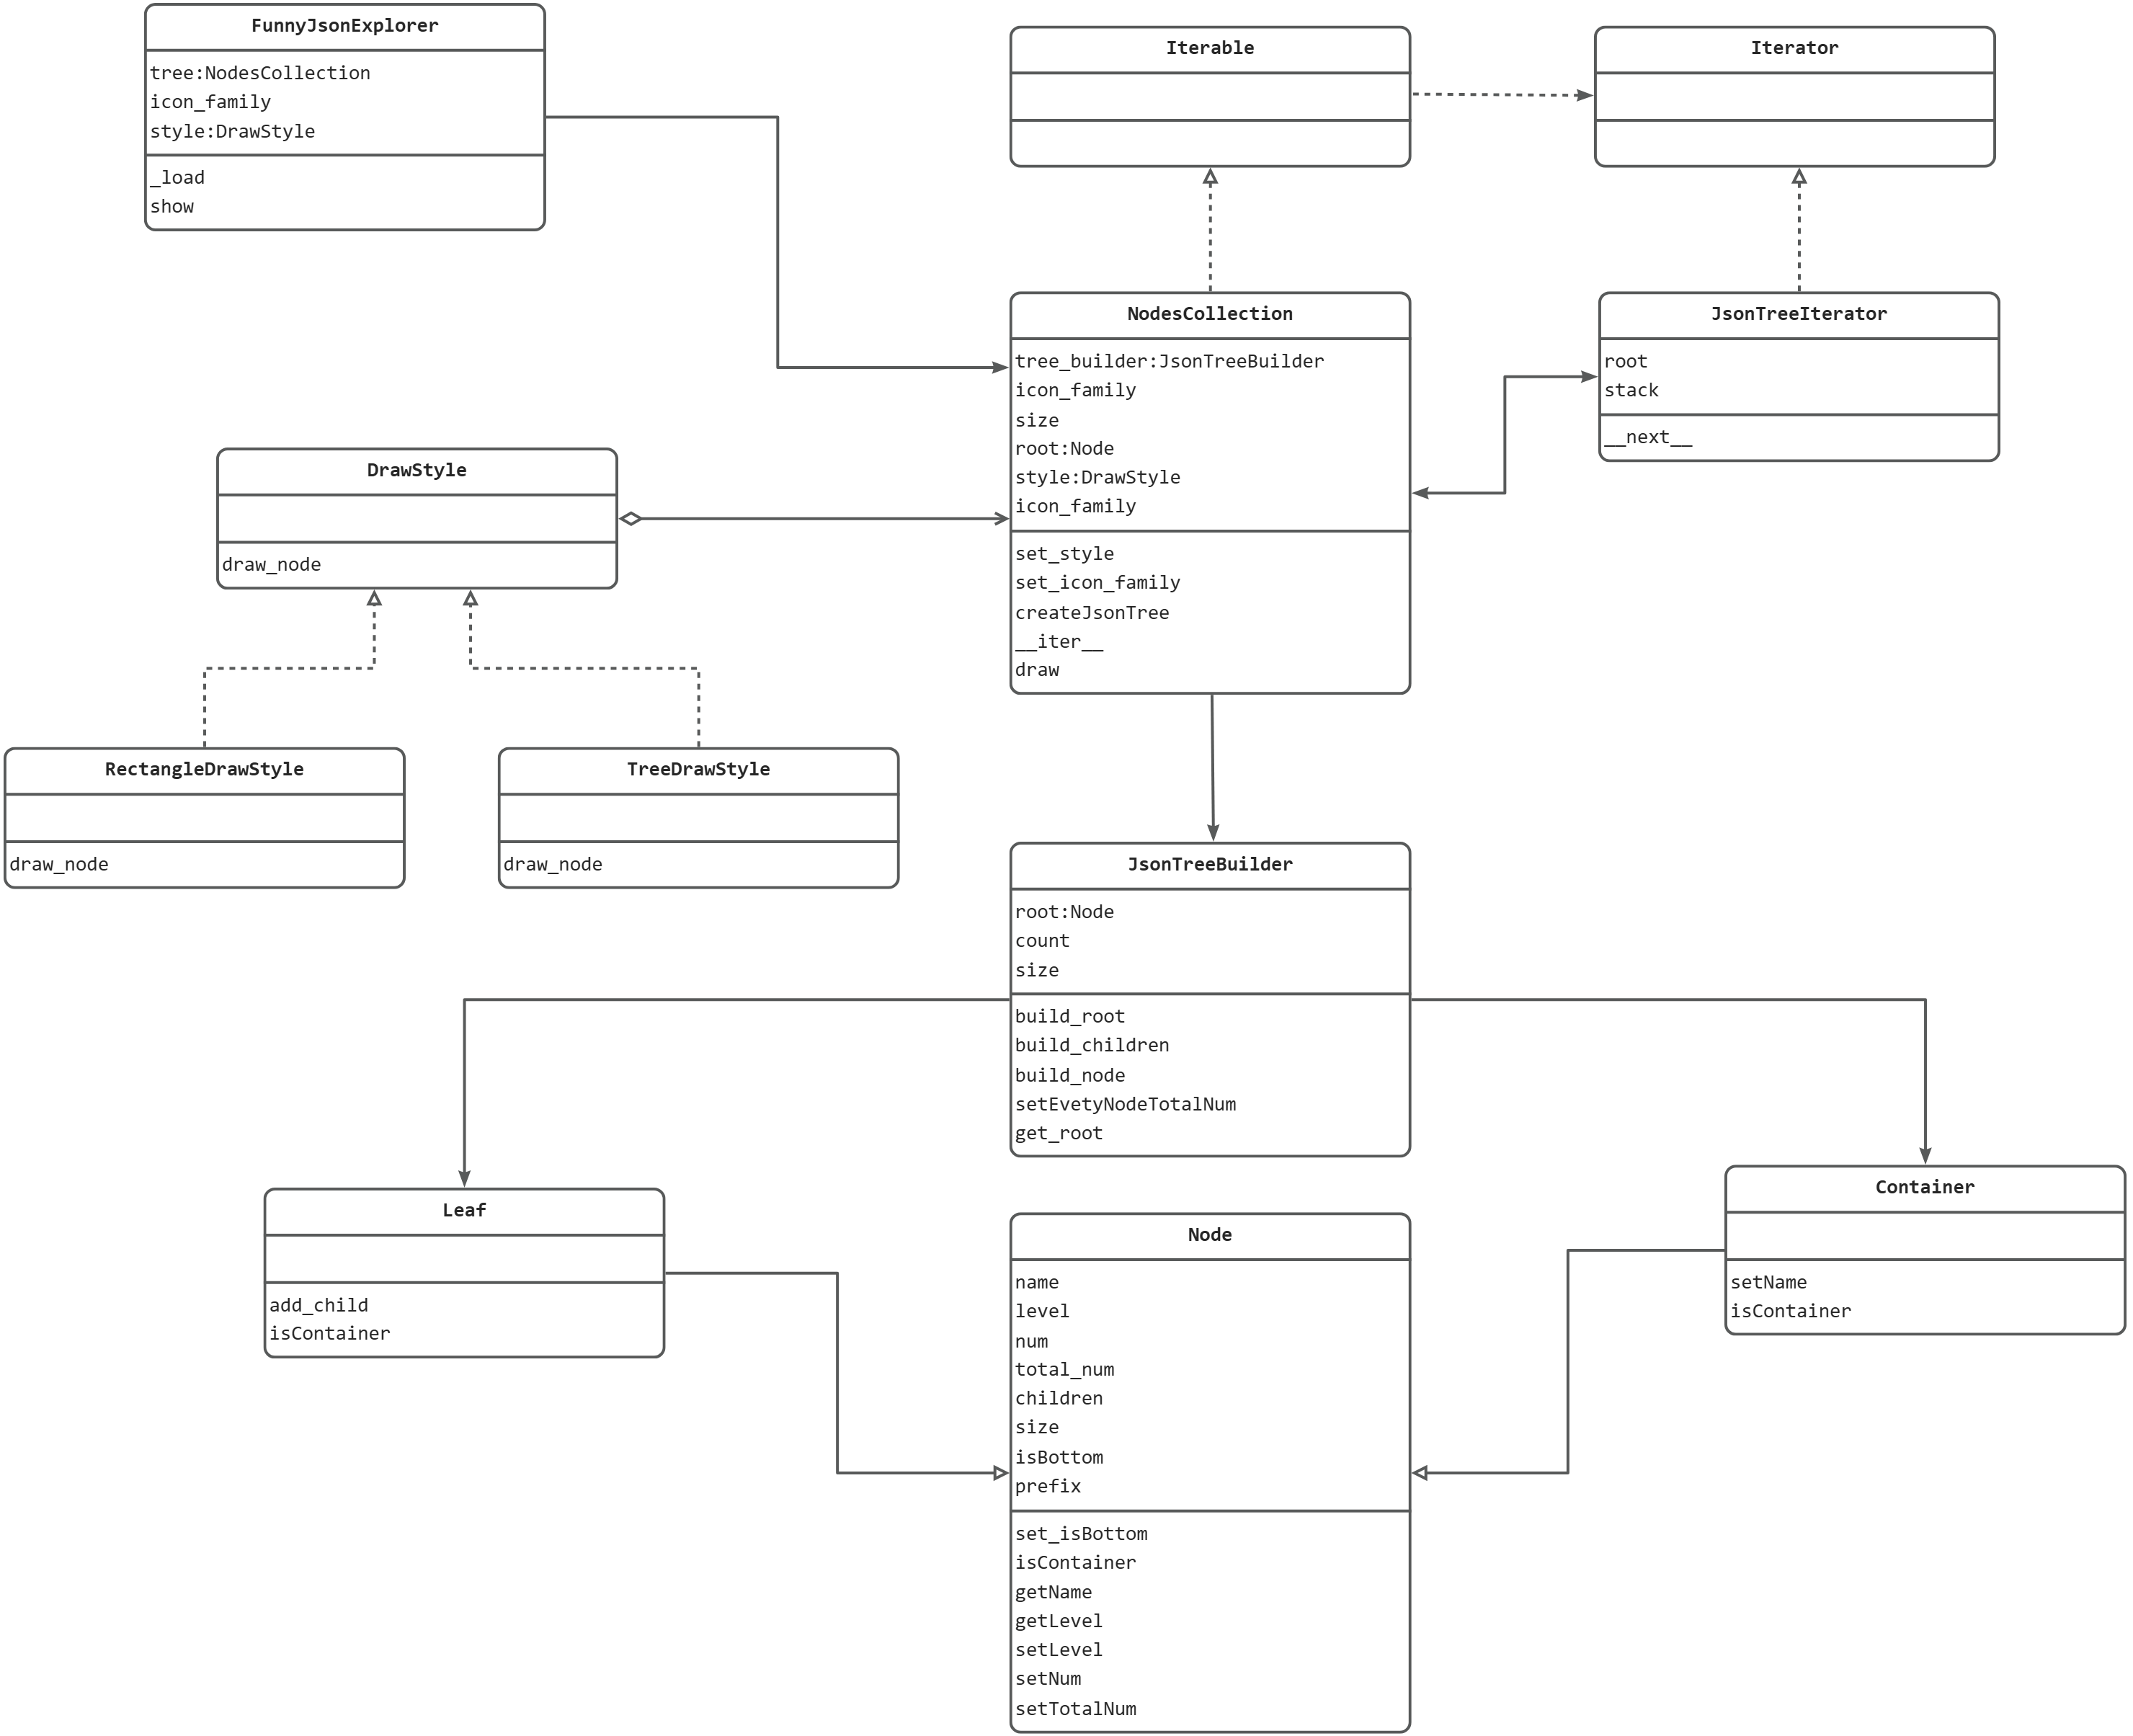 FunnyJsonExplorer
tree:NodesCollection
icon_family
style:DrawStyle
_load
show
Iterable
Iterator
NodesCollection
tree_builder:JsonTreeBuilder
icon_family
size
root:Node
style:DrawStyle
icon_family
set_style
set_icon_family
createJsonTree
__iter__
draw
JsonTreeIterator
root
stack
__next__
DrawStyle
draw_node
RectangleDrawStyle
draw_node
TreeDrawStyle
draw_node
JsonTreeBuilder
root:Node
count
size
build_root
build_children
build_node
setEvetyNodeTotalNum
get_root
Leaf
add_child
isContainer
Node
name
level
num
total_num
children
size
isBottom
prefix
set_isBottom
isContainer
getName
getLevel
setLevel
setNum
setTotalNum
Container
setName
isContainer